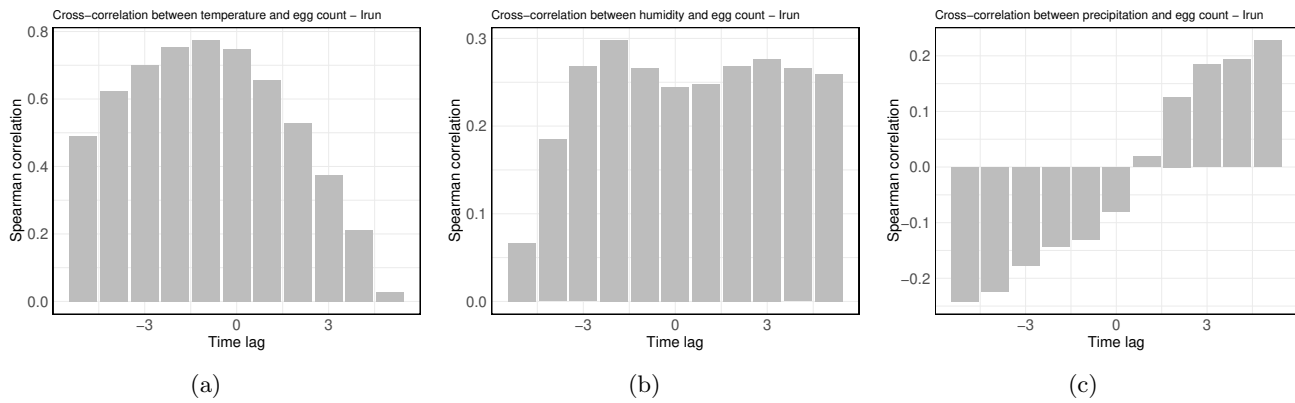 Cross−correlation between temperature and egg count − Irun
Spearman correlation
0.8
0.6
0.4
0.2
0.0
−3 0 3
Time lag
(a)
Cross−correlation between humidity and egg count − Irun
Spearman correlation
0.3
0.2
0.1
0.0
−3 0 3
Time lag
(b)
Cross−correlation between precipitation and egg count − Irun
Spearman correlation
0.2
0.1
0.0
−0.1
−0.2
−3 0 3
Time lag
(c)